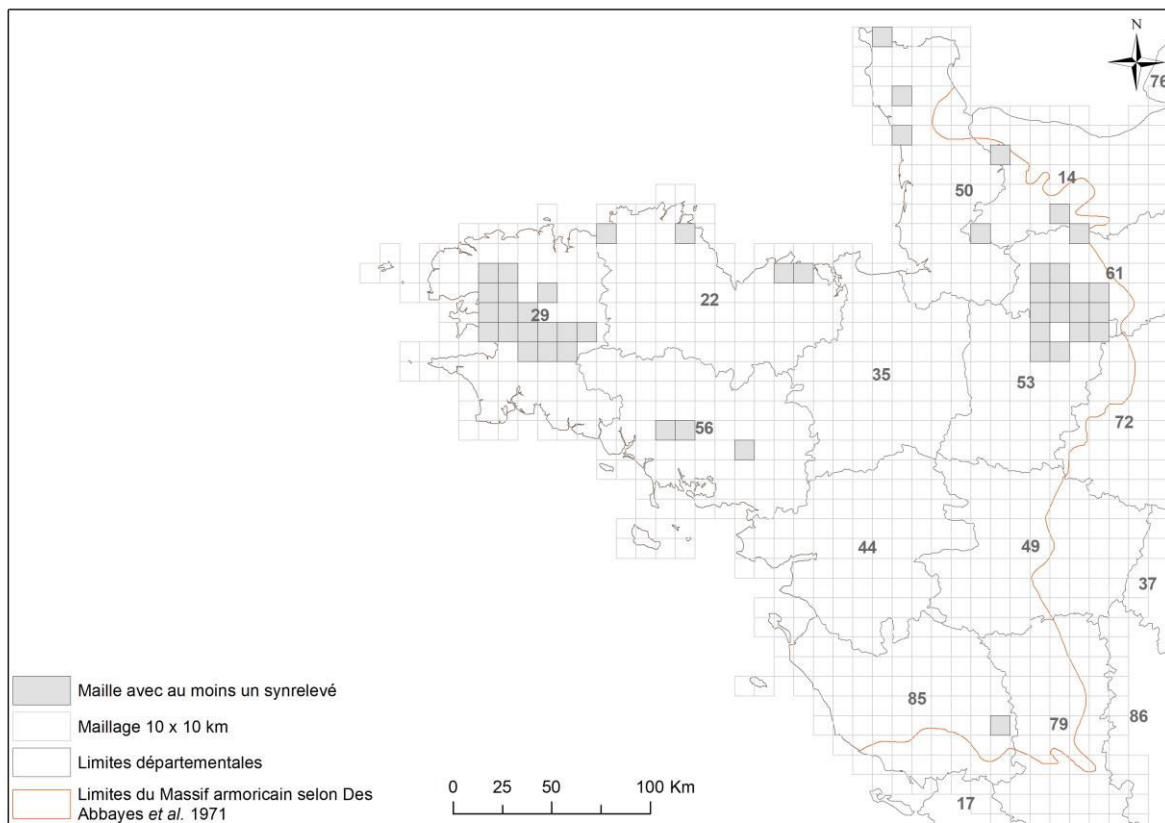 N
76
14
50
61
22
29
35
53
72
56
44
49
37
85
79
86
17
Maille avec au moins un synrelevé
Maillage 10 x 10 km
Limites départementales
Limites du Massif armoricain selon Des
Abbayes et al. 1971
0 25 50 100 Km